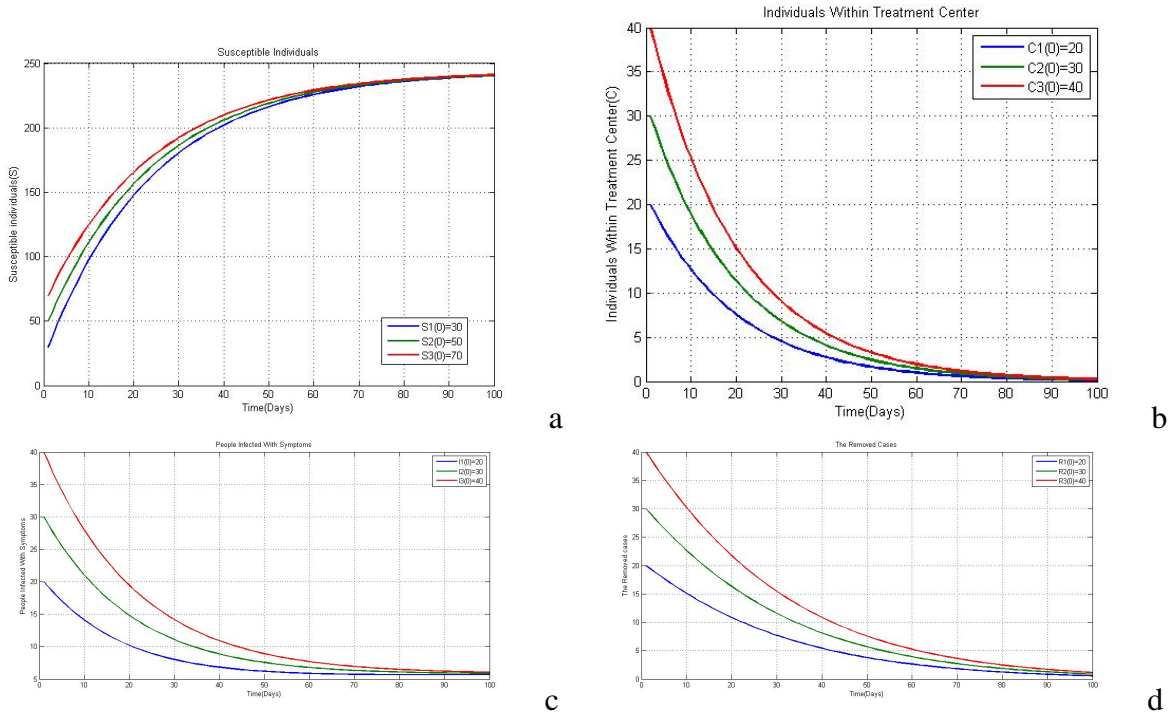 Susceptible Individuals
Susceptible individuals(S)
250
200
150
100
50
0
0 10 20 30 40 50 60 70 80 90 100
Time(Days)
S1(0)=30
S2(0)=50
S3(0)=70
a
Individuals Within Treatment Center
Individuals Within Treatment Center(C)
40
35
30
25
20
15
10
5
0
0 10 20 30 40 50 60 70 80 90 100
Time(Days)
C1(0)=20
C2(0)=30
C3(0)=40
b
People Infected With Symptoms
People Infected With Symptoms
40
35
30
25
20
15
10
5
0 10 20 30 40 50 60 70 80 90 100
Time(Days)
I1(0)=20
I2(0)=30
I3(0)=40
c
The Removed Cases
The Removed cases
40
35
30
25
20
15
10
5
0
0 10 20 30 40 50 60 70 80 90 100
Time(Days)
R1(0)=20
R2(0)=30
R3(0)=40
d